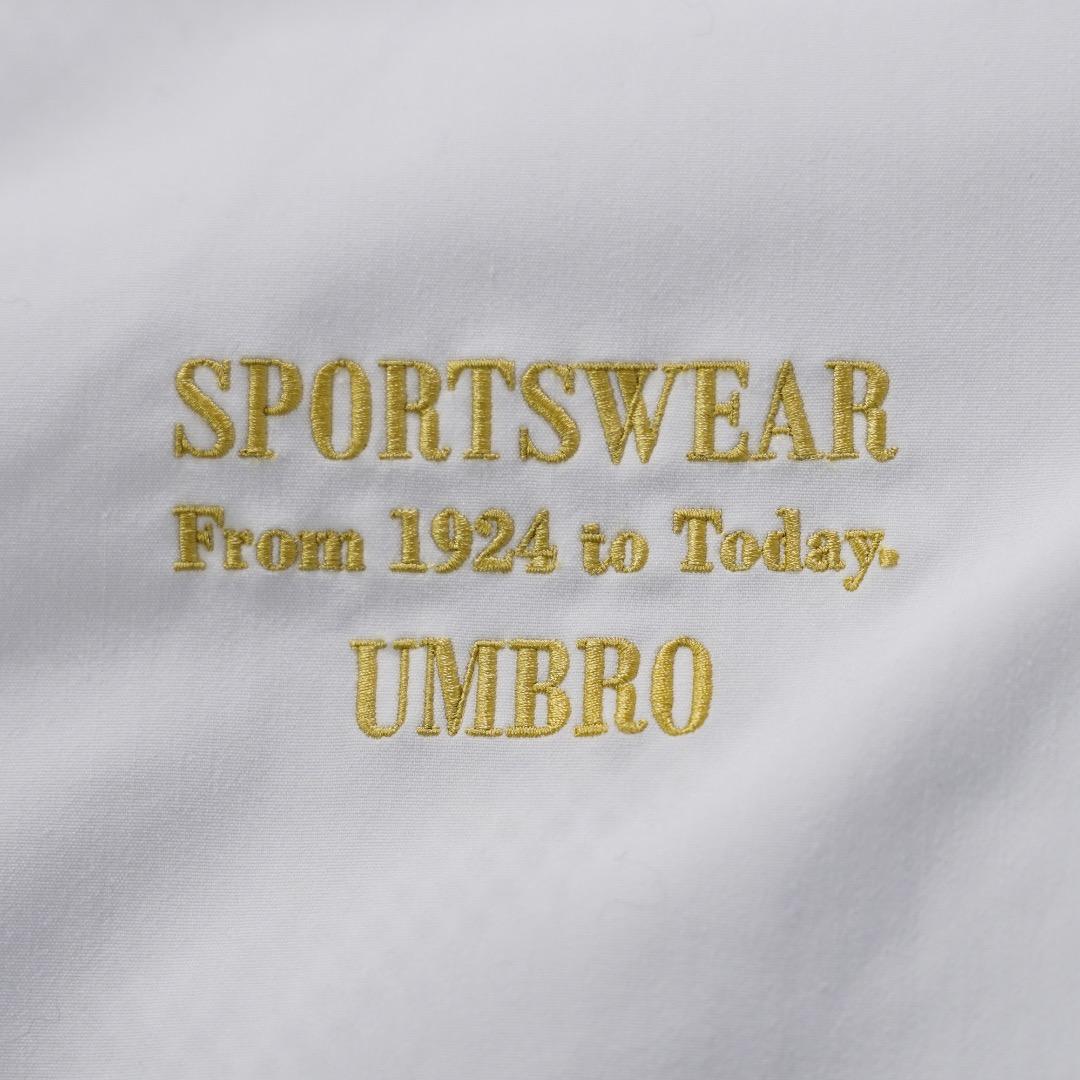 SPORTSWEAR
From 1924 to Today.
UMBRO